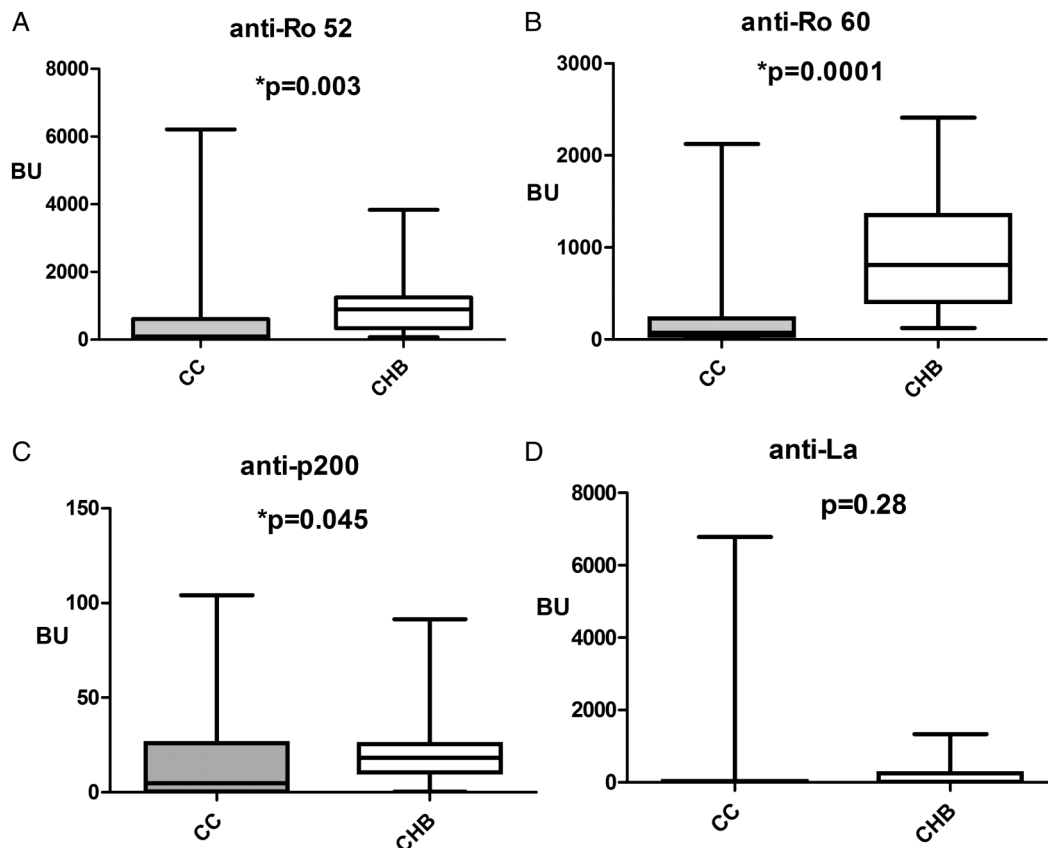 A
anti-Ro 52
*p=0.003
8000
6000
BU
4000
2000
0
CC
CHB
B
anti-Ro 60
*p=0.0001
3000
2000
BU
1000
0
CC
CHB
C
anti-p200
*p=0.045
150
100
BU
50
0
CC
CHB
D
anti-La
p=0.28
8000
6000
BU
4000
2000
0
CC
CHB